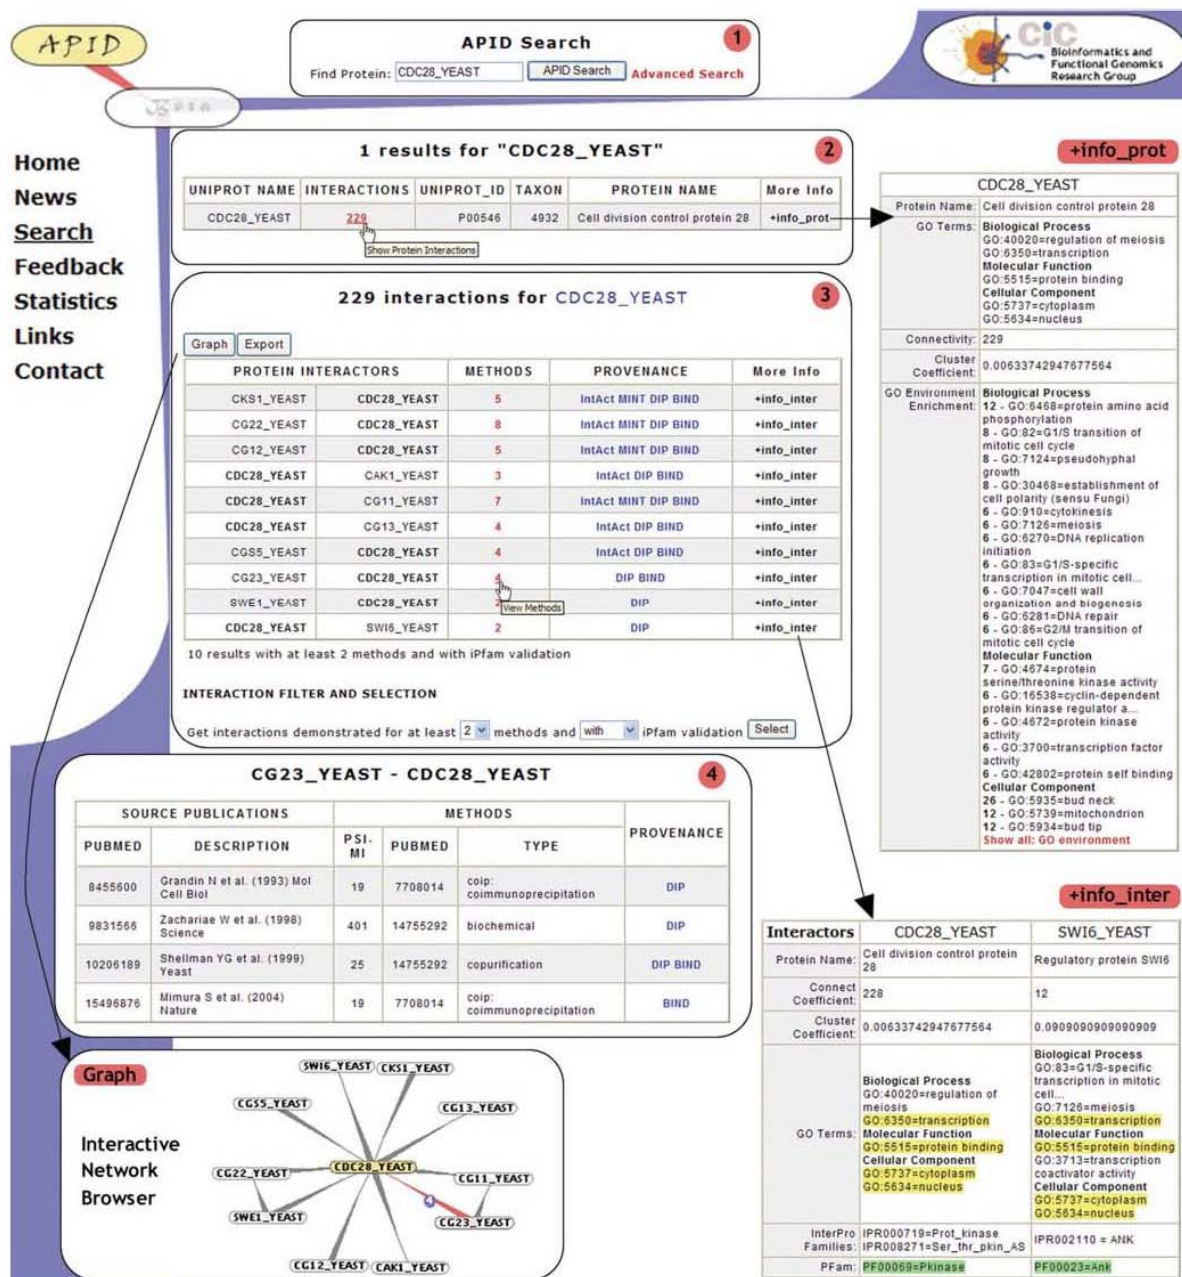 APID
APID Search
1
Find Protein: CDC28_YEAST APID Search Advanced Search
CiC
Bioinformatics and
Functional Genomics
Research Group
Home
News
Search
Feedback
Statistics
Links
Contact
1 results for "CDC28_YEAST"
2
UNIPROT NAME INTERACTIONS UNIPROT_ID TAXON PROTEIN NAME More Info
CDC28_YEAST 229 P00546 4932 Cell division control protein 28 +info_prot
Show Protein Interactions
229 interactions for CDC28_YEAST
3
Graph Export
PROTEIN INTERACTORS METHODS PROVENANCE More Info
CKS1_YEAST CDC28_YEAST 5 IntAct MINT DIP BIND +info_inter
CG22_YEAST CDC28_YEAST 8 IntAct MINT DIP BIND +info_inter
CG12_YEAST CDC28_YEAST 5 IntAct MINT DIP BIND +info_inter
CDC28_YEAST CAK1_YEAST 3 IntAct DIP BIND +info_inter
CDC28_YEAST CG11_YEAST 7 IntAct MINT DIP BIND +info_inter
CDC28_YEAST CG13_YEAST 4 IntAct DIP BIND +info_inter
CGS5_YEAST CDC28_YEAST 4 IntAct DIP BIND +info_inter
CG23_YEAST CDC28_YEAST 4 DIP BIND +info_inter
SWE1_YEAST CDC28_YEAST 2 DIP +info_inter
View Methods
CDC28_YEAST SWI6_YEAST 2 DIP +info_inter
10 results with at least 2 methods and with iPfam validation
INTERACTION FILTER AND SELECTION
Get interactions demonstrated for at least 2 methods and with iPfam validation Select
CG23_YEAST - CDC28_YEAST
4
SOURCE PUBLICATIONS METHODS PROVENANCE
PUBMED DESCRIPTION PSI-MI PUBMED TYPE
8455600 Grandin N et al. (1993) Mol Cell Biol 19 7708014 coip: coimmunoprecipitation DIP
9831566 Zachariae W et al. (1998) Science 401 14755292 biochemical DIP
10206189 Shellman YG et al. (1999) Yeast 25 14755292 copurification DIP BIND
15496876 Mimura S et al. (2004) Nature 19 7708014 coip: coimmunoprecipitation BIND
Graph
Interactive
Network
Browser
SWI6_YEAST CKS1_YEAST
CGS5_YEAST CG13_YEAST
CDC28_YEAST
CG22_YEAST CG11_YEAST
4
SWE1_YEAST CG23_YEAST
CG12_YEAST CAK1_YEAST
+info_prot
CDC28_YEAST
Protein Name: Cell division control protein 28
GO Terms: Biological Process
GO:40020=regulation of meiosis
GO:6350=transcription
Molecular Function
GO:5515=protein binding
Cellular Component
GO:5737=cytoplasm
GO:5634=nucleus
Connectivity: 229
Cluster Coefficient: 0.00633742947677564
GO Environment Enrichment: Biological Process
12 - GO:6468=protein amino acid
phosphorylation
8 - GO:82=G1/S transition of
mitotic cell cycle
8 - GO:7124=pseudohyphal
growth
8 - GO:30468=establishment of
cell polarity (sensu Fungi)
6 - GO:910=cytokinesis
6 - GO:7126=meiosis
6 - GO:6270=DNA replication
initiation
6 - GO:83=G1/S-specific
transcription in mitotic cell...
6 - GO:7047=cell wall
organization and biogenesis
6 - GO:6281=DNA repair
6 - GO:86=G2/M transition of
mitotic cell cycle
Molecular Function
7 - GO:4674=protein
serine/threonine kinase activity
6 - GO:16538=cyclin-dependent
protein kinase regulator a...
6 - GO:4672=protein kinase
activity
6 - GO:3700=transcription factor
activity
6 - GO:42802=protein self binding
Cellular Component
26 - GO:5935=bud neck
12 - GO:5739=mitochondrion
12 - GO:5934=bud tip
Show all: GO environment
+info_inter
Interactors CDC28_YEAST SWI6_YEAST
Protein Name: Cell division control protein 28 Regulatory protein SWI6
Connect Coefficient: 228 12
Cluster Coefficient: 0.00633742947677564 0.0909090909090909
GO Terms:
Biological Process
GO:40020=regulation of
meiosis
GO:6350=transcription
Molecular Function
GO:5515=protein binding
Cellular Component
GO:5737=cytoplasm
GO:5634=nucleus
Biological Process
GO:83=G1/S-specific
transcription in mitotic
cell...
GO:7126=meiosis
GO:6350=transcription
Molecular Function
GO:5515=protein binding
GO:3713=transcription
coactivator activity
Cellular Component
GO:5737=cytoplasm
GO:5634=nucleus
InterPro Families: IPR000719=Prot_kinase
IPR008271=Ser_thr_pkin_AS
IPR002110 = ANK
PFam: PF00069=Pkinase PF00023=Ank